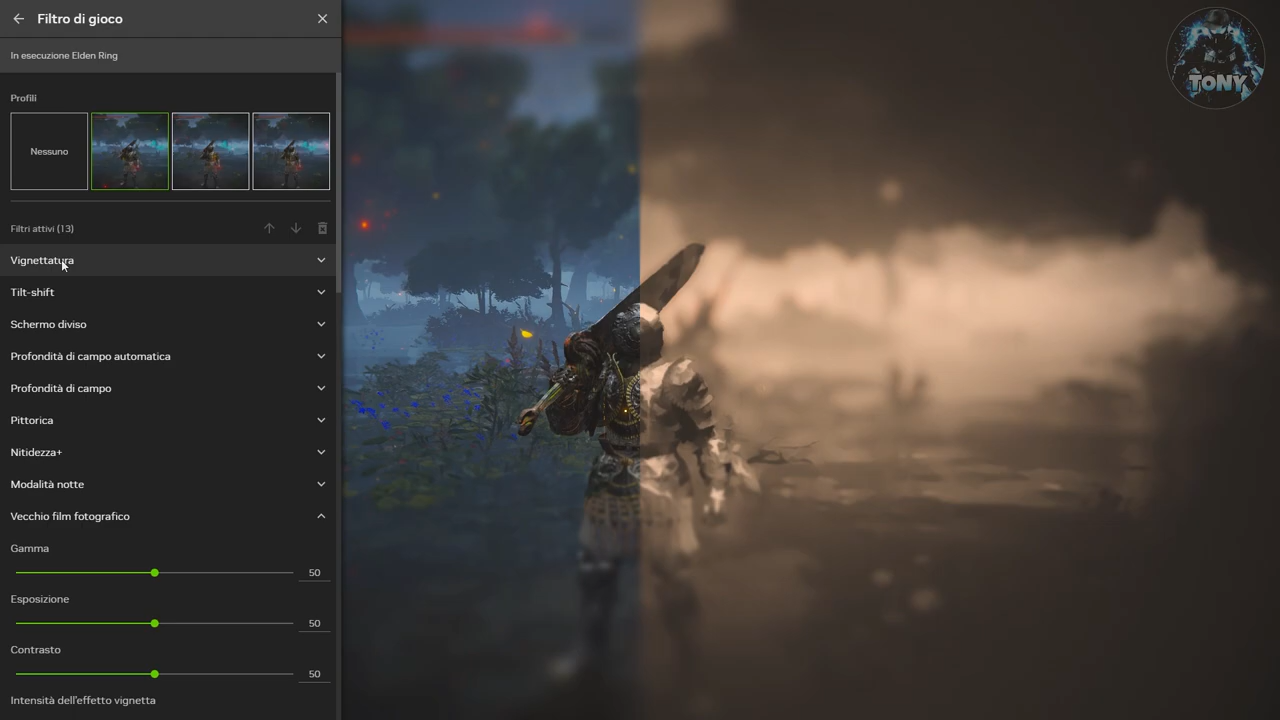 Filtro di gioco
In esecuzione Elden Ring
Profili
Nessuno
Filtri attivi (13)
Vignettatura
Tilt-shift
Schermo diviso
Profondità di campo automatica
Profondità di campo
Pittorica
Nitidezza+
Modalità notte
Vecchio film fotografico
Gamma
50
Esposizione
50
Contrasto
50
Intensità dell'effetto vignetta
TONY